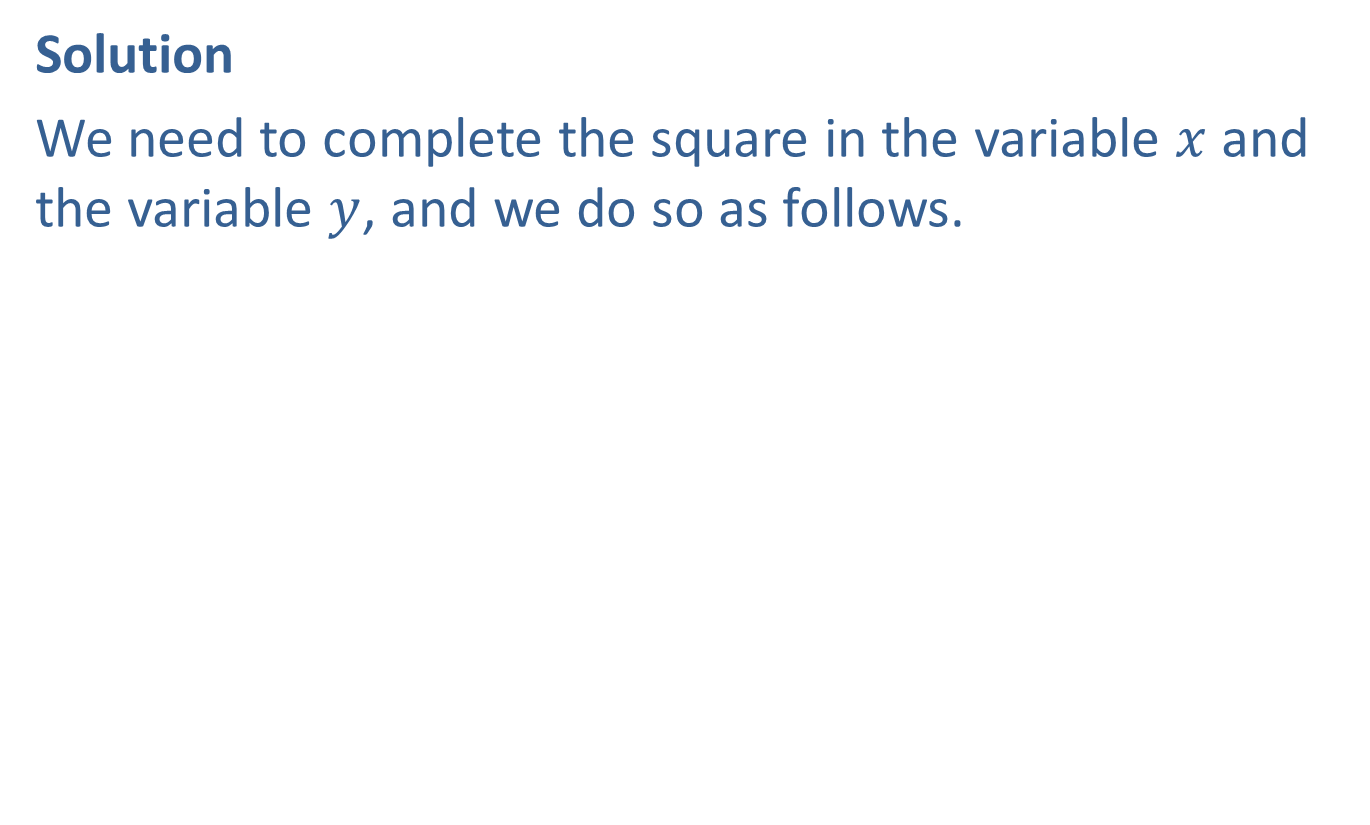 Solution
We need to complete the square in the variable 𝑥 and
the variable 𝑦, and we do so as follows.